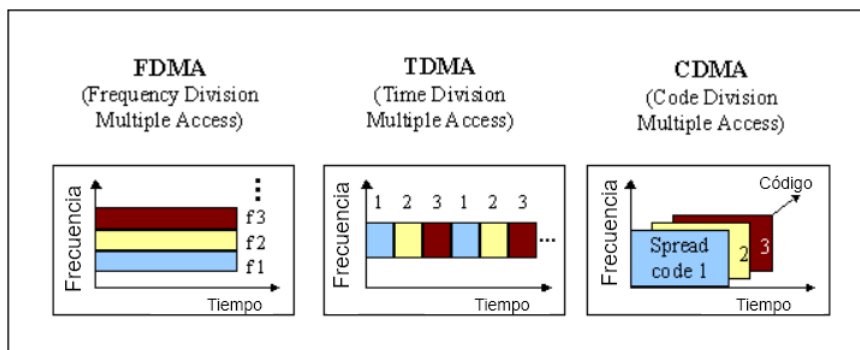 FDMA
(Frequency Division
Multiple Access)
TDMA
(Time Division
Multiple Access)
CDMA
(Code Division
Multiple Access)
Frecuencia
f3
f2
f1
Tiempo
Frecuencia
1 2 3 1 2 3
...
Tiempo
Frecuencia
Código
Spread
code 1
2
3
Tiempo